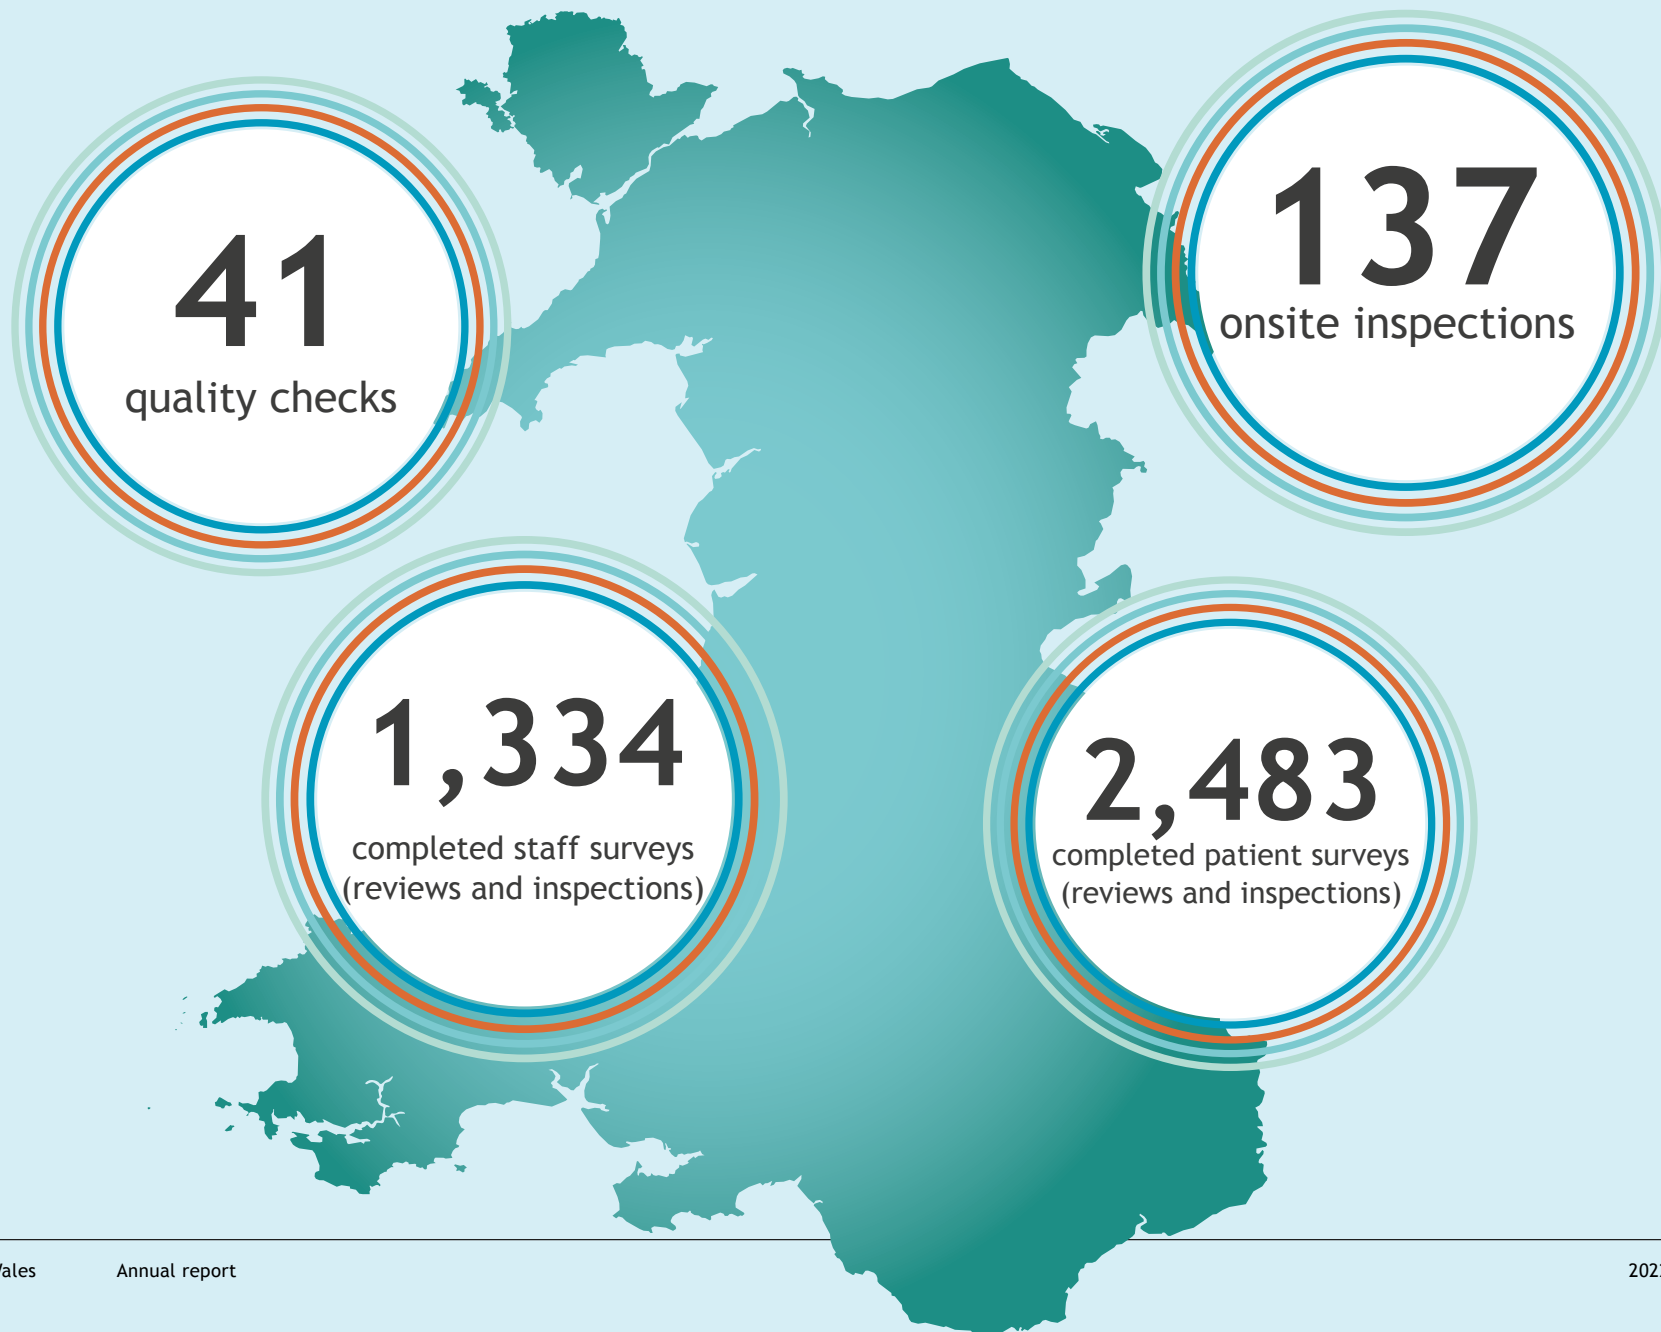 41
quality checks
137
onsite inspections
1,334
completed staff surveys
(reviews and inspections)
2,483
completed patient surveys
(reviews and inspections)
Annual report